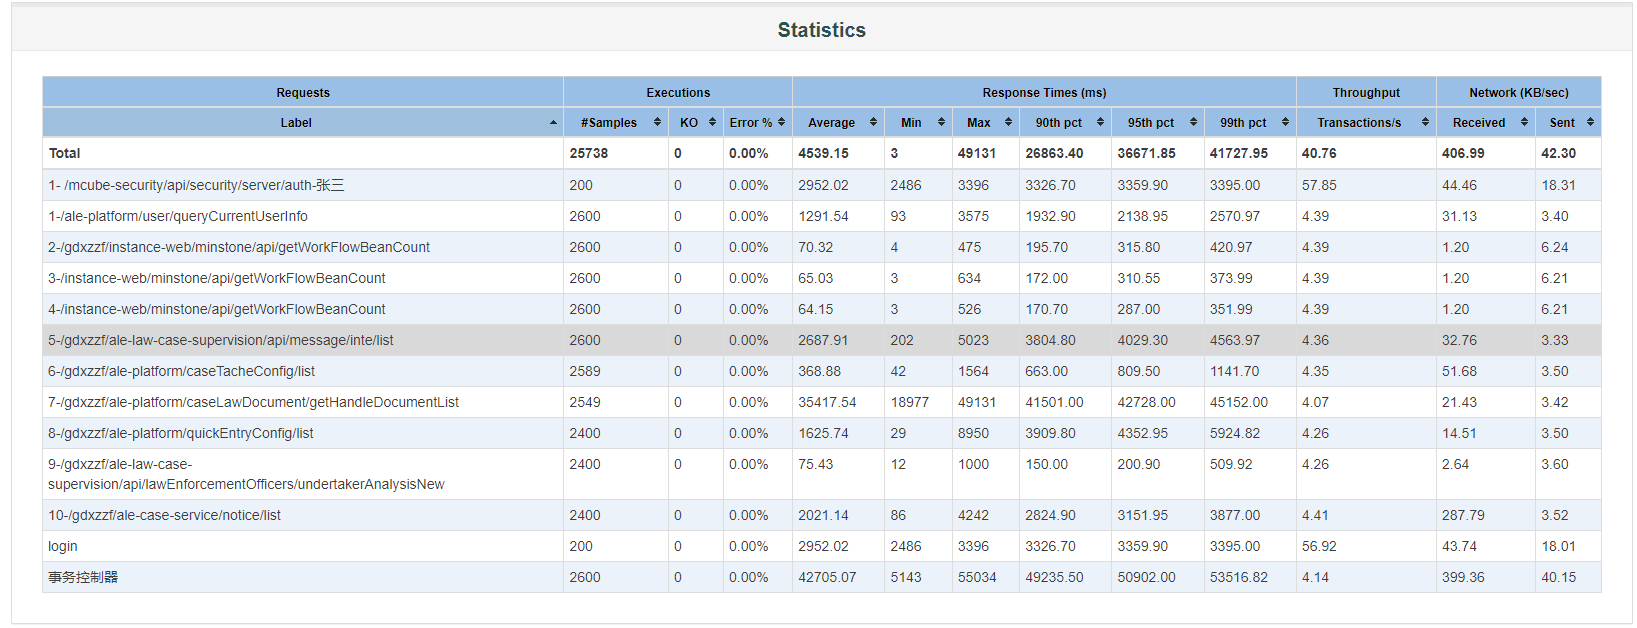 Statistics
Requests Executions Response Times (ms) Throughput Network (KB/sec)
Label #Samples KO Error % Average Min Max 90th pct 95th pct 99th pct Transactions/s Received Sent
Total 25738 0 0.00% 4539.15 3 49131 26863.40 36671.85 41727.95 40.76 406.99 42.30
1- /mcube-security/api/security/server/auth-张三 200 0 0.00% 2952.02 2486 3396 3326.70 3359.90 3395.00 57.85 44.46 18.31
1-/ale-platform/user/queryCurrentUserInfo 2600 0 0.00% 1291.54 93 3575 1932.90 2138.95 2570.97 4.39 31.13 3.40
2-/gdxzzf/instance-web/minstone/api/getWorkFlowBeanCount 2600 0 0.00% 70.32 4 475 195.70 315.80 420.97 4.39 1.20 6.24
3-/instance-web/minstone/api/getWorkFlowBeanCount 2600 0 0.00% 65.03 3 634 172.00 310.55 373.99 4.39 1.20 6.21
4-/instance-web/minstone/api/getWorkFlowBeanCount 2600 0 0.00% 64.15 3 526 170.70 287.00 351.99 4.39 1.20 6.21
5-/gdxzzf/ale-law-case-supervision/api/message/inte/list 2600 0 0.00% 2687.91 202 5023 3804.80 4029.30 4563.97 4.36 32.76 3.33
6-/gdxzzf/ale-platform/caseTacheConfig/list 2589 0 0.00% 368.88 42 1564 663.00 809.50 1141.70 4.35 51.68 3.50
7-/gdxzzf/ale-platform/caseLawDocument/getHandleDocumentList 2549 0 0.00% 35417.54 18977 49131 41501.00 42728.00 45152.00 4.07 21.43 3.42
8-/gdxzzf/ale-platform/quickEntryConfig/list 2400 0 0.00% 1625.74 29 8950 3909.80 4352.95 5924.82 4.26 14.51 3.50
9-/gdxzzf/ale-law-case- 2400 0 0.00% 75.43 12 1000 150.00 200.90 509.92 4.26 2.64 3.60
supervision/api/lawEnforcementOfficers/undertakerAnalysisNew
10-/gdxzzf/ale-case-service/notice/list 2400 0 0.00% 2021.14 86 4242 2824.90 3151.95 3877.00 4.41 287.79 3.52
login 200 0 0.00% 2952.02 2486 3396 3326.70 3359.90 3395.00 56.92 43.74 18.01
事务控制器 2600 0 0.00% 42705.07 5143 55034 49235.50 50902.00 53516.82 4.14 399.36 40.15